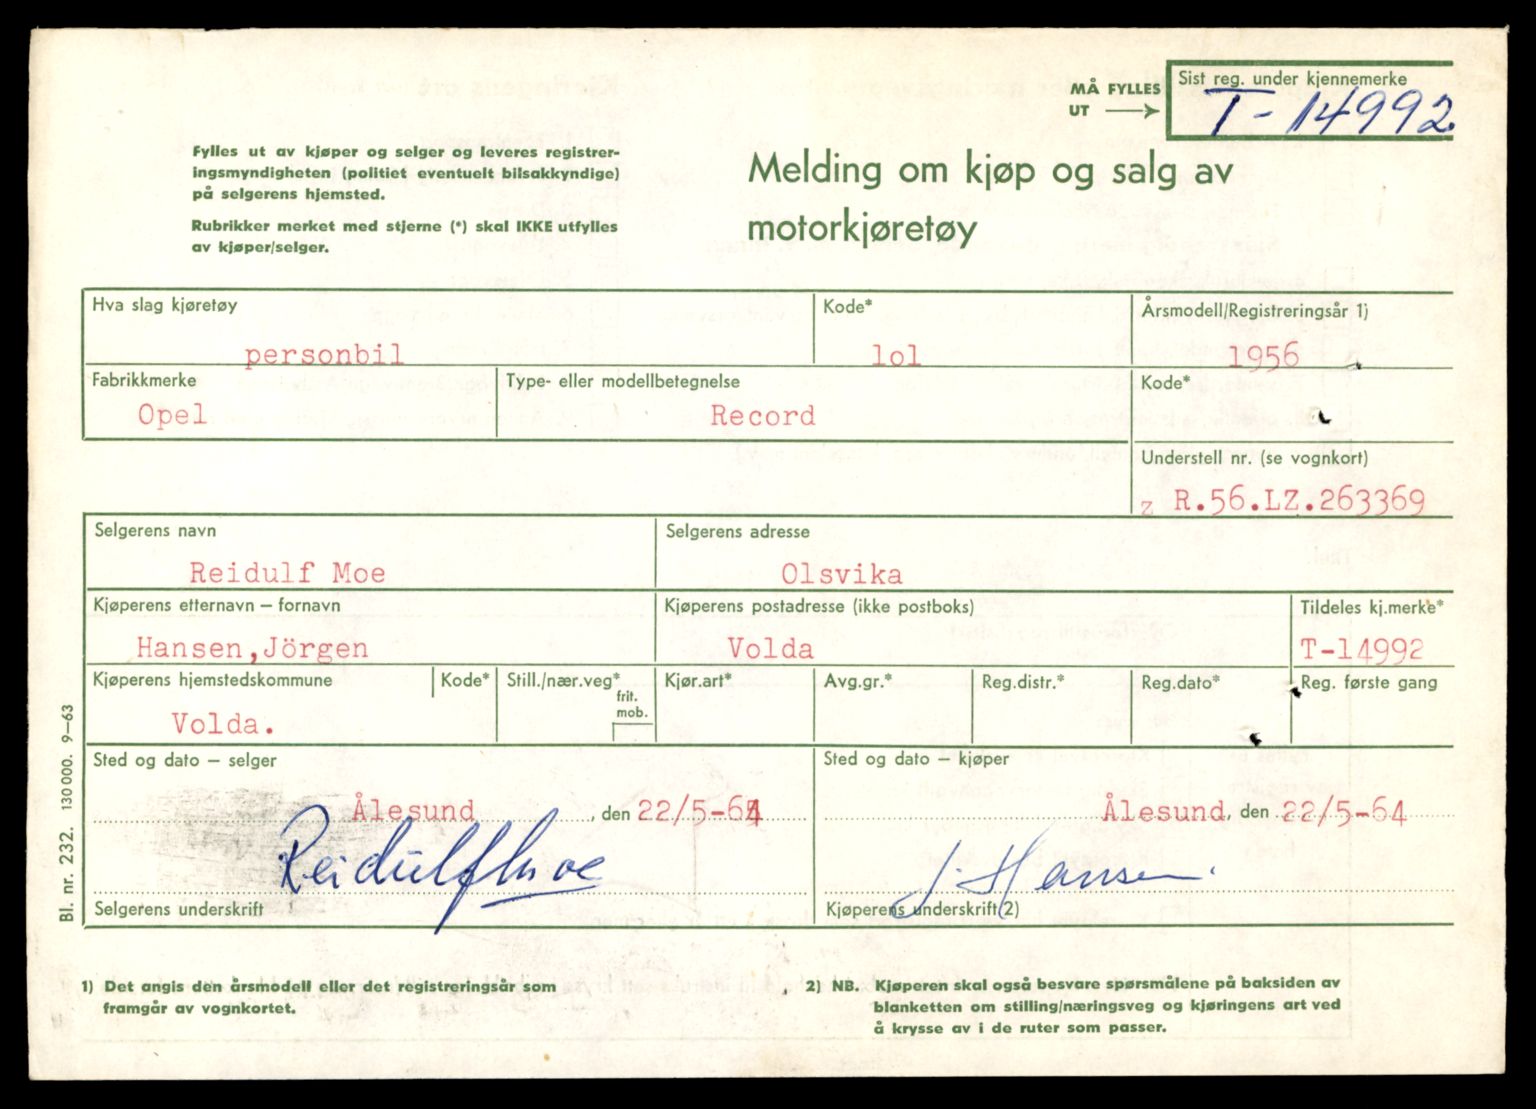 MÅ FYLLES
UT
Sist reg. under kjennemerke
T-14992
Fylles ut av kjøper og selger og leveres registrer-
ingsmyndigheten (politiet eventuelt bilsakkyndige)
på selgerens hjemsted.
Rubrikker merket med stjerne (*) skal IKKE utfylles
av kjøper/selger.
Melding om kjøp og salg av
motorkjøretøy
Hva slag kjøretøy
personbil
Kode*
lol
Årsmodell/Registreringsår 1)
1956
Fabrikkmerke
Opel
Type- eller modellbetegnelse
Record
Kode*
Understell nr. (se vognkort)
z R.56.LZ.263369
Selgerens navn
Reidulf Moe
Selgerens adresse
Olsvika
Kjøperens etternavn – fornavn
Hansen,Jörgen
Kjøperens postadresse (ikke postboks)
Volda
Tildeles kj.merke*
T-14992
Kjøperens hjemstedskommune
Volda.
Kode*
Still./nær.veg*
frit.
mob.
Kjør.art*
Avg.gr.*
Reg.distr.*
Reg.dato*
Reg. første gang
Sted og dato – selger
Ålesund, den 22/5-64
Reidulf Moe
Selgerens underskrift
Sted og dato – kjøper
Ålesund, den 22/5-64
J. Hansen.
Kjøperens underskrift(2)
Bl. nr. 232. 130000. 9–63
1) Det angis den årsmodell eller det registreringsår som
framgår av vognkortet.
2) NB. Kjøperen skal også besvare spørsmålene på baksiden av
blanketten om stilling/næringsveg og kjøringens art ved
å krysse av i de ruter som passer.